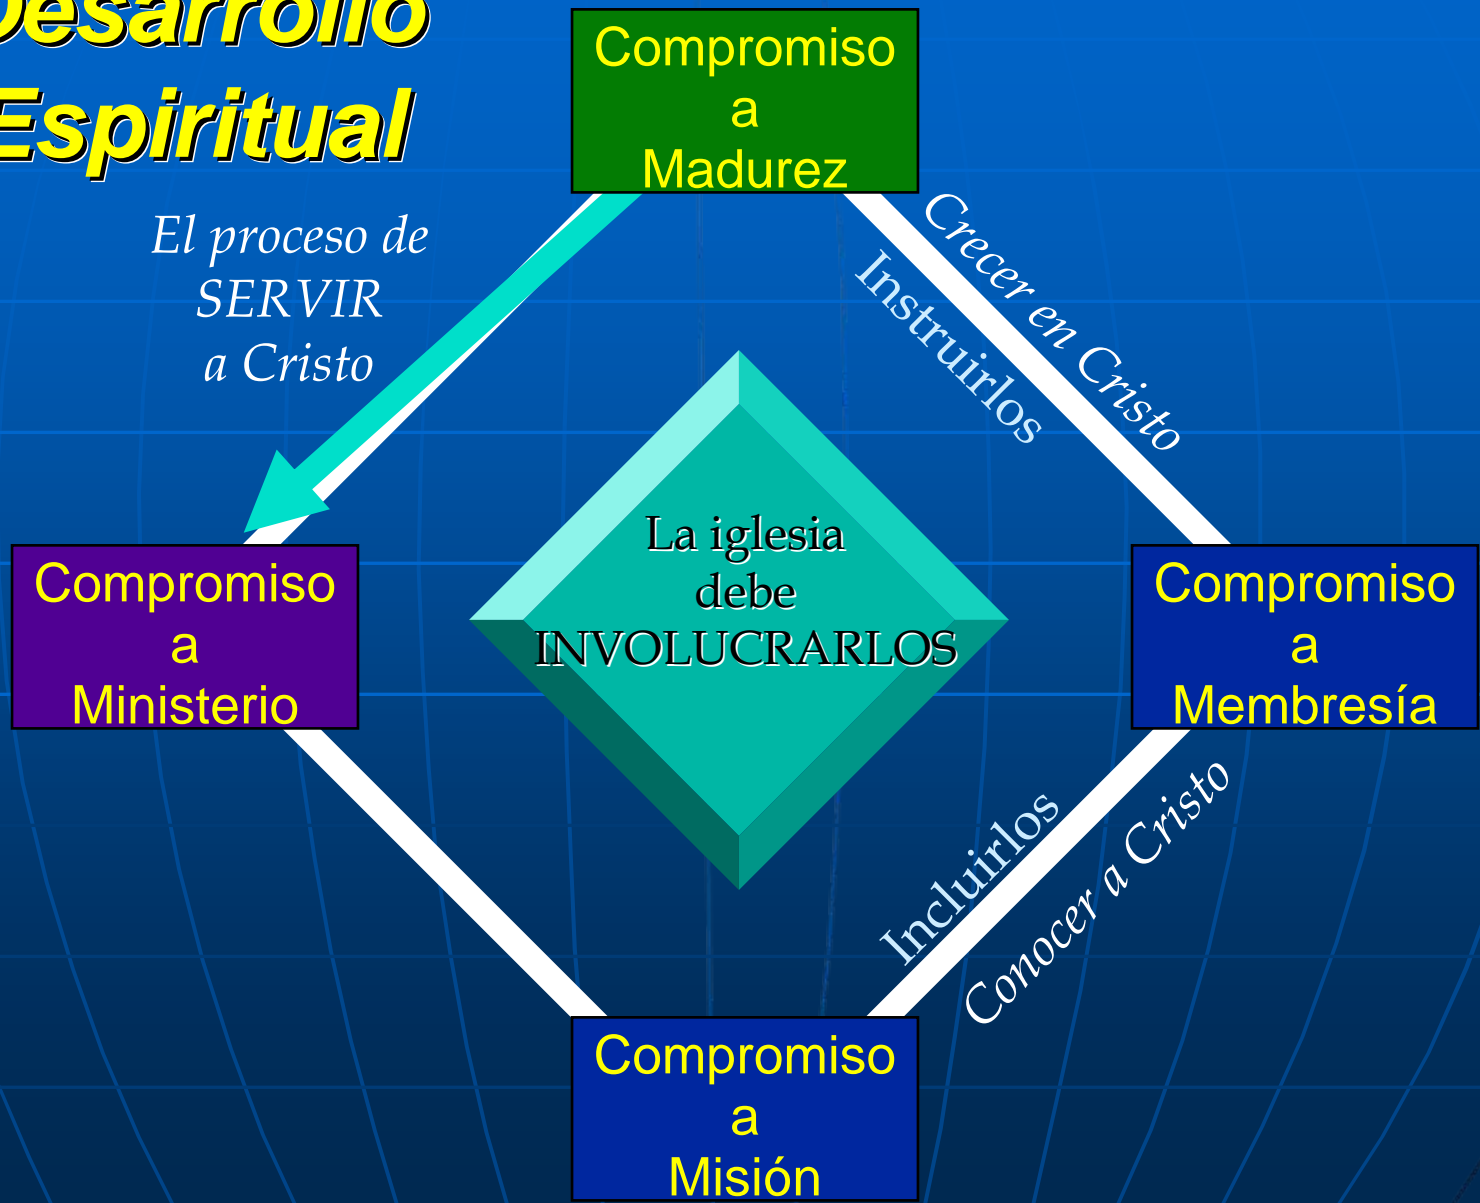 Desarrollo
Espiritual
Compromiso
a
Madurez
El proceso de
SERVIR
a Cristo
Crecer en Cristo
Instruirlos
La iglesia
debe
INVOLUCRARLOS
Compromiso
a
Ministerio
Compromiso
a
Membresía
Incluirlos
Conocer a Cristo
Compromiso
a
Misión